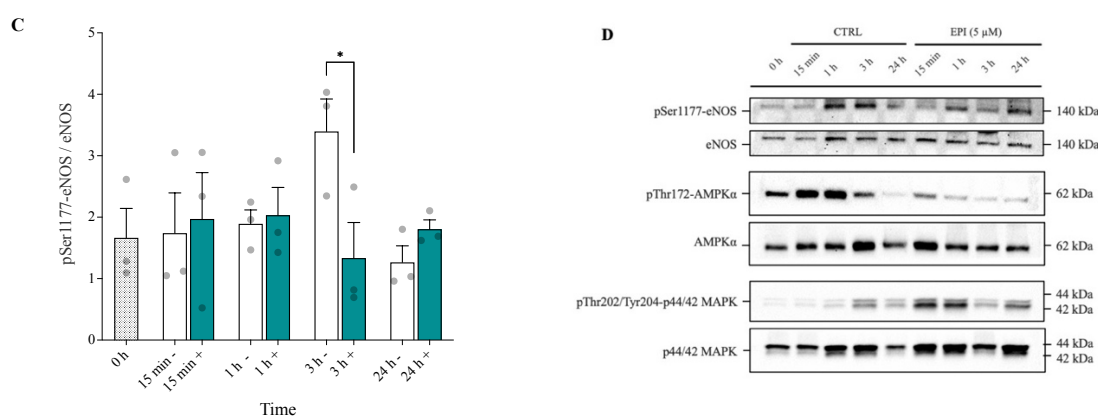 C
pSer1177-eNOS / eNOS
5
4
3
2
1
0
*
0 h
15 min -
15 min +
1 h -
1 h +
3 h -
3 h +
24 h -
24 h +
Time
D
CTRL
EPI (5 µM)
0 h
15 min
1 h
3 h
24 h
15 min
1 h
3 h
24 h
pSer1177-eNOS
140 kDa
eNOS
140 kDa
pThr172-AMPKα
62 kDa
AMPKα
62 kDa
pThr202/Tyr204-p44/42 MAPK
44 kDa
42 kDa
p44/42 MAPK
44 kDa
42 kDa